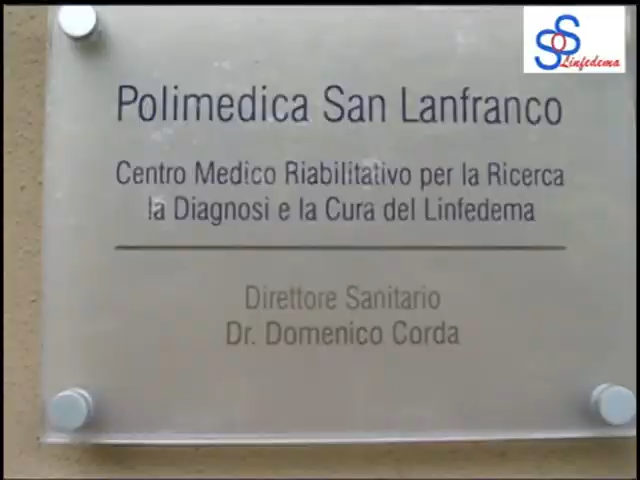 SOS
Linfedema
Polimedica San Lanfranco
Centro Medico Riabilitativo per la Ricerca
la Diagnosi e la Cura del Linfedema
Direttore Sanitario
Dr. Domenico Corda